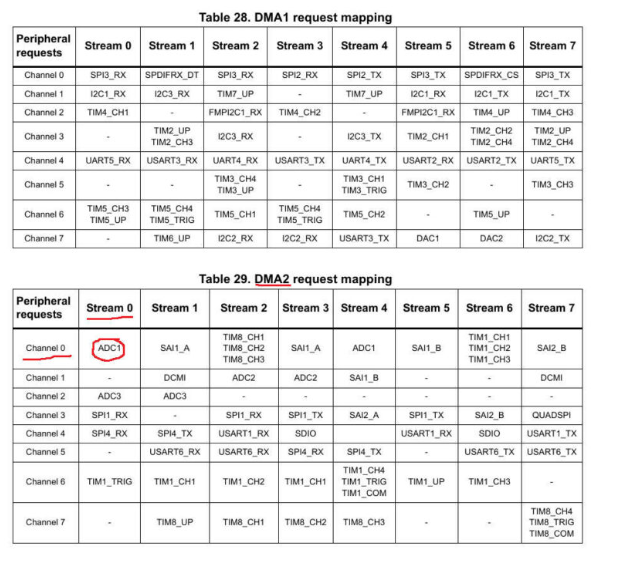 Table 28. DMA1 request mapping
Peripheral requests Stream 0 Stream 1 Stream 2 Stream 3 Stream 4 Stream 5 Stream 6 Stream 7
Channel 0 SPI3_RX SPDIFRX_DT SPI3_RX SPI2_RX SPI2_TX SPI3_TX SPDIFRX_CS SPI3_TX
Channel 1 I2C1_RX I2C3_RX TIM7_UP - TIM7_UP I2C1_RX I2C1_TX I2C1_TX
Channel 2 TIM4_CH1 - FMPI2C1_RX TIM4_CH2 - FMPI2C1_RX TIM4_UP TIM4_CH3
Channel 3 - TIM2_UP TIM2_CH3 I2C3_RX - I2C3_TX TIM2_CH1 TIM2_CH2 TIM2_CH4 TIM2_UP TIM2_CH4
Channel 4 UART5_RX USART3_RX UART4_RX USART3_TX UART4_TX USART2_RX USART2_TX UART5_TX
Channel 5 - - TIM3_CH4 TIM3_UP - TIM3_CH1 TIM3_TRIG TIM3_CH2 - TIM3_CH3
Channel 6 TIM5_CH3 TIM5_UP TIM5_CH4 TIM5_TRIG TIM5_CH1 TIM5_CH4 TIM5_TRIG TIM5_CH2 - TIM5_UP -
Channel 7 - TIM6_UP I2C2_RX I2C2_RX USART3_TX DAC1 DAC2 I2C2_TX
Table 29. DMA2 request mapping
Peripheral requests Stream 0 Stream 1 Stream 2 Stream 3 Stream 4 Stream 5 Stream 6 Stream 7
Channel 0 ADC1 SAI1_A TIM8_CH1 TIM8_CH2 TIM8_CH3 SAI1_A ADC1 SAI1_B TIM1_CH1 TIM1_CH2 TIM1_CH3 SAI2_B
Channel 1 - DCMI ADC2 ADC2 SAI1_B - - DCMI
Channel 2 ADC3 ADC3 - - - - - -
Channel 3 SPI1_RX - SPI1_RX SPI1_TX SAI2_A SPI1_TX SAI2_B QUADSPI
Channel 4 SPI4_RX SPI4_TX USART1_RX SDIO USART1_RX SDIO USART1_TX
Channel 5 - USART6_RX USART6_RX SPI4_RX SPI4_TX - USART6_TX USART6_TX
Channel 6 TIM1_TRIG TIM1_CH1 TIM1_CH2 TIM1_CH1 TIM1_CH4 TIM1_TRIG TIM1_COM TIM1_UP TIM1_CH3 -
Channel 7 - TIM8_UP TIM8_CH1 TIM8_CH2 TIM8_CH3 - - TIM8_CH4 TIM8_TRIG TIM8_COM